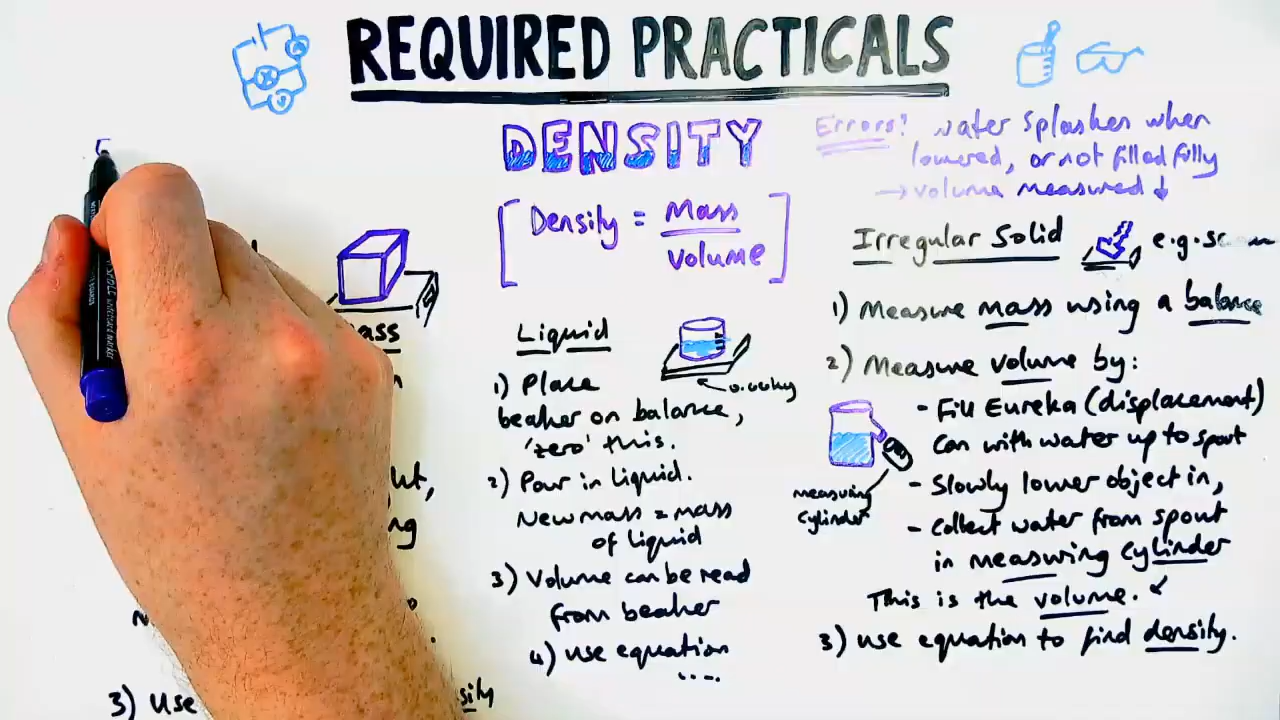 REQUIRED PRACTICALS
DENSITY
[Density = Mass
volume]
Errors? water splashes when
lowered, or not filled fully
→ volume measured ↓
3) Use
Liquid
1) Place
beaker on balance,
'zero' this.
2) Pour in liquid.
New mass = mass
of liquid
3) Volume can be read
from beaker
4) use equation
....
0.00kg
Irregular Solid
e.g.
1) Measure mass using a balance
2) Measure volume by:
- Fill Eureka (displacement)
can with water up to spout
- Slowly lower object in,
- Collect water from spout
in measuring cylinder
This is the volume.
3) use equation to find density.
measuring
cylinder